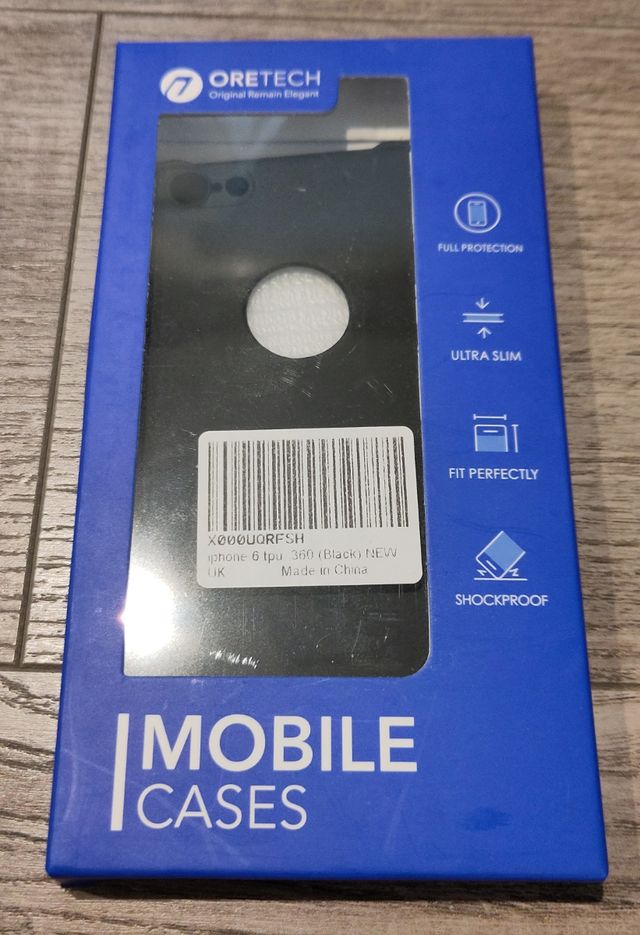 ORETECH
Original Remain Elegant
FULL PROTECTION
ULTRA SLIM
FIT PERFECTLY
SHOCKPROOF
X000UQRFSH
iphone 6 tpu 360 (Black) NEW
UK Made in China
MOBILE
CASES